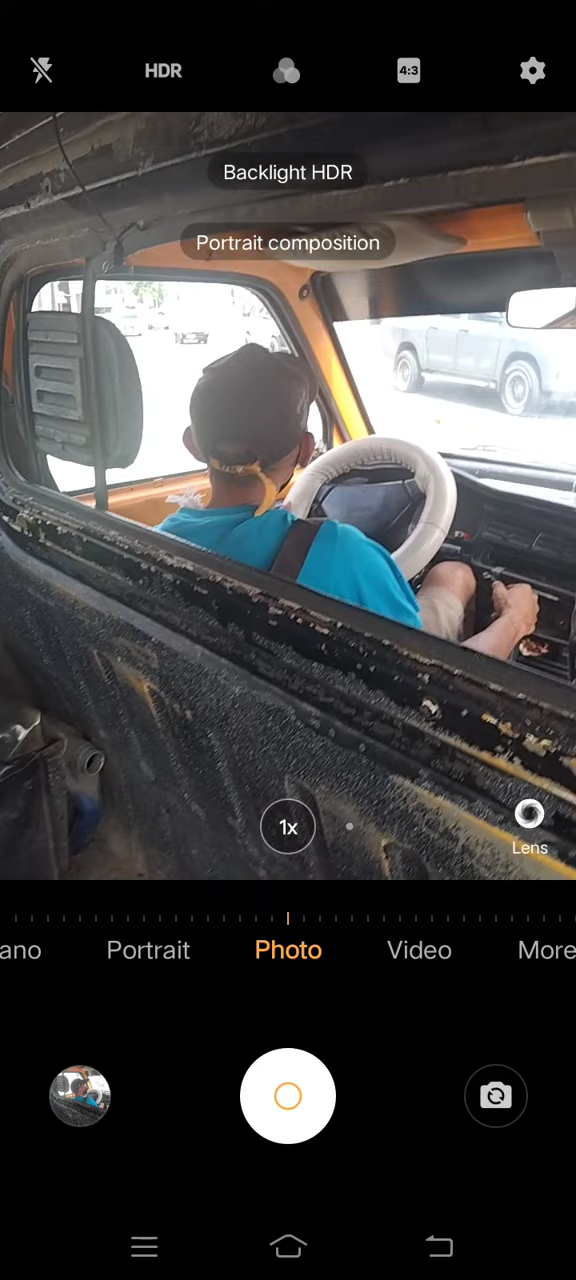 HDR
4:3
Backlight HDR
Portrait composition
1x
Lens
ano
Portrait
Photo
Video
More